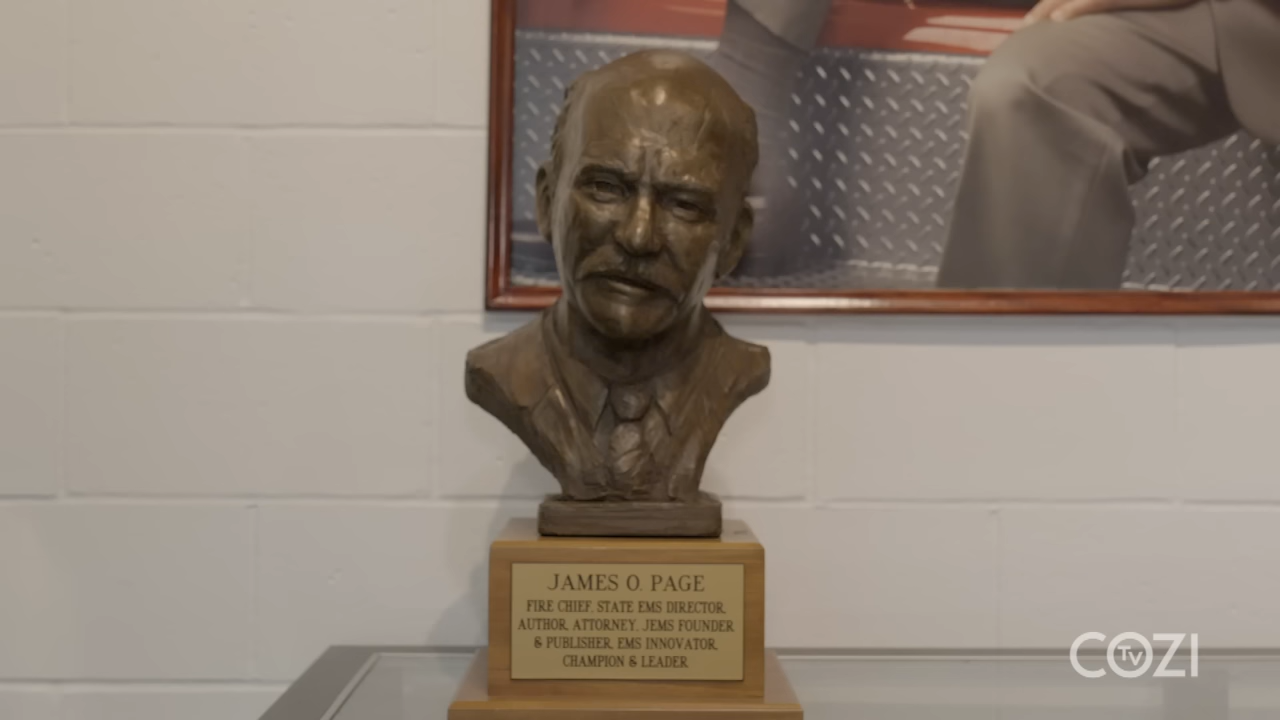 JAMES O. PAGE
FIRE CHIEF, STATE EMS DIRECTOR,
AUTHOR, ATTORNEY, JEMS FOUNDER
& PUBLISHER, EMS INNOVATOR,
CHAMPION & LEADER
COZI
TV